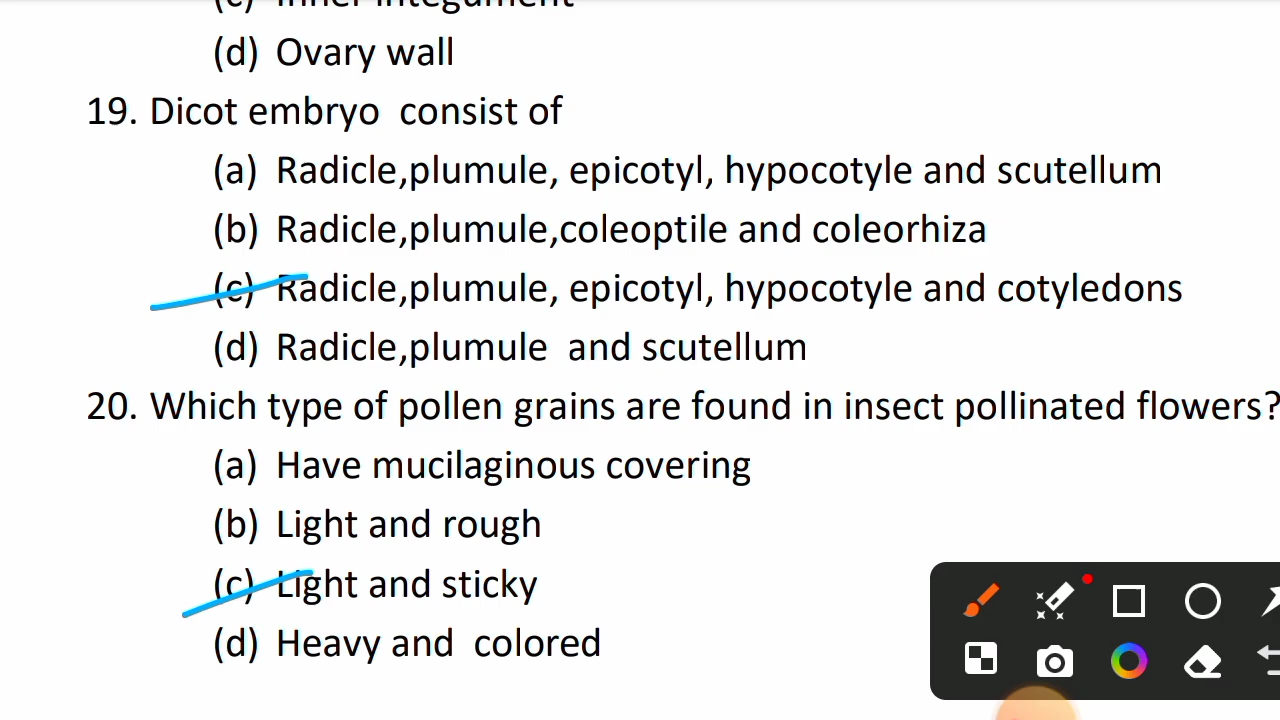 (c) Inner integument
(d) Ovary wall
19. Dicot embryo consist of
(a) Radicle,plumule, epicotyl, hypocotyle and scutellum
(b) Radicle,plumule,coleoptile and coleorhiza
(c) Radicle,plumule, epicotyl, hypocotyle and cotyledons
(d) Radicle,plumule and scutellum
20. Which type of pollen grains are found in insect pollinated flowers?
(a) Have mucilaginous covering
(b) Light and rough
(c) Light and sticky
(d) Heavy and colored